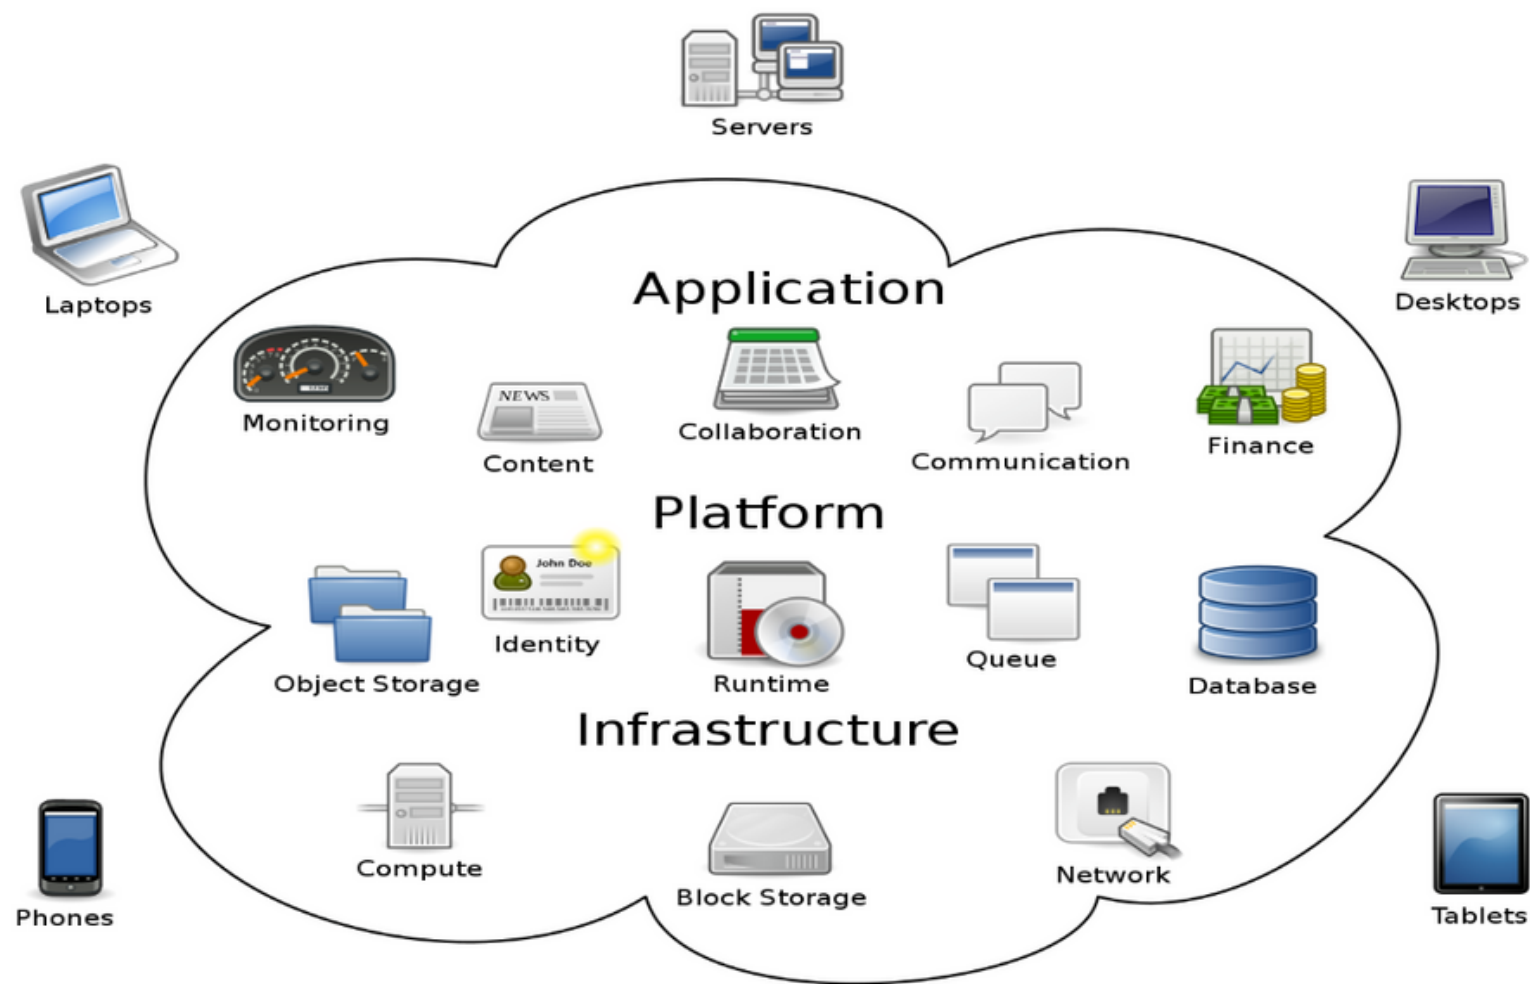 Servers
Laptops
Desktops
Application
Monitoring
NEWS
Content
Collaboration
Communication
Finance
Platform
Object Storage
John Doe
Identity
Runtime
Queue
Database
Infrastructure
Compute
Block Storage
Network
Phones
Tablets